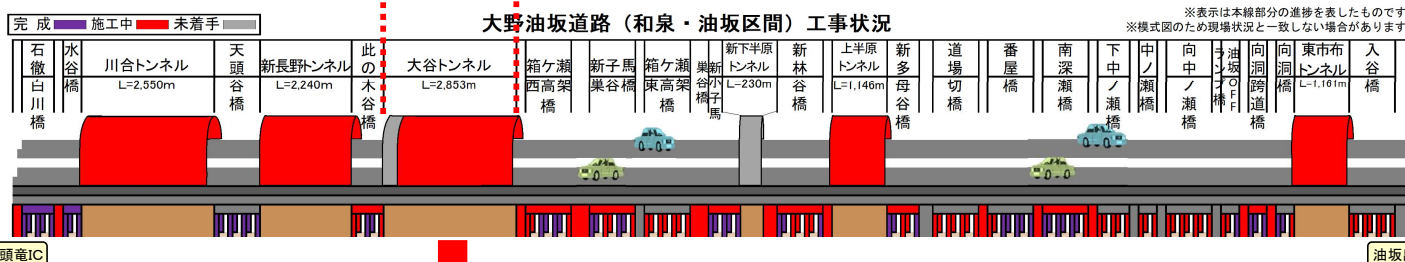 完 成 施工中 未着手
大野油坂道路（和泉・油坂区間）工事状況
※表示は本線部分の進捗を表したものです
※模式図のため現場状況と一致しない場合があります
石徹白川橋
水谷橋
川合トンネル
L=2,550m
天頭谷橋
新長野トンネル
L=2,240m
此の木谷橋
大谷トンネル
L=2,853m
箱ケ瀬西高架橋
新子馬巣谷橋
箱ケ瀬東高架橋
新小子馬巣谷橋
新下半原トンネル
L=230m
新林谷橋
上半原トンネル
L=1,146m
新多母谷橋
道場切橋
番屋橋
南深瀬橋
下中ノ瀬橋
中ノ瀬橋
向中ノ瀬橋
油坂OFFランプ橋
向洞跨道橋
向洞橋
東市布トンネル
L=1,161m
入谷橋
頭竜IC
油坂